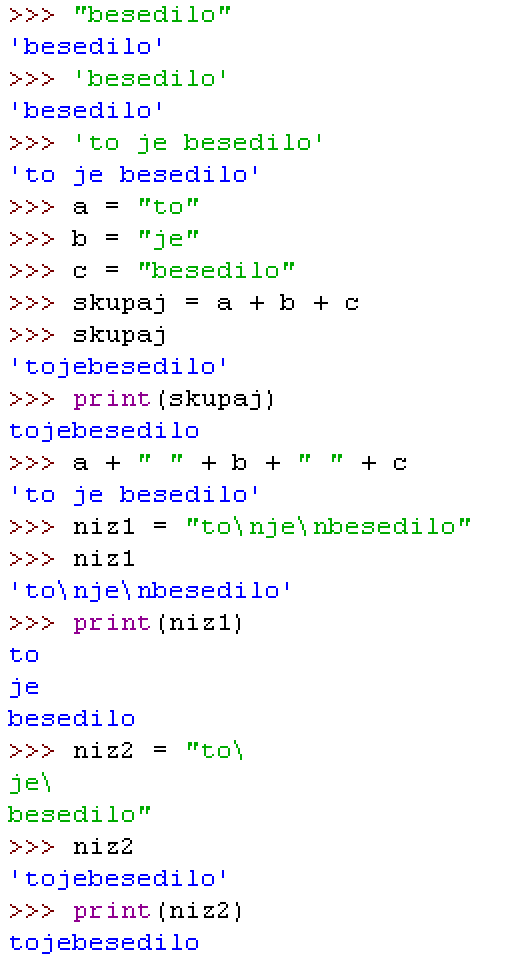 >>> "besedilo"
'besedilo'
>>> 'besedilo'
'besedilo'
>>> 'to je besedilo'
'to je besedilo'
>>> a = "to"
>>> b = "je"
>>> c = "besedilo"
>>> skupaj = a + b + c
>>> skupaj
'tojebesedilo'
>>> print(skupaj)
tojebesedilo
>>> a + " " + b + " " + c
'to je besedilo'
>>> niz1 = "to\nje\nbesedilo"
>>> niz1
'to\nje\nbesedilo'
>>> print(niz1)
to
je
besedilo
>>> niz2 = "to\
je\
besedilo"
>>> niz2
'tojebesedilo'
>>> print(niz2)
tojebesedilo